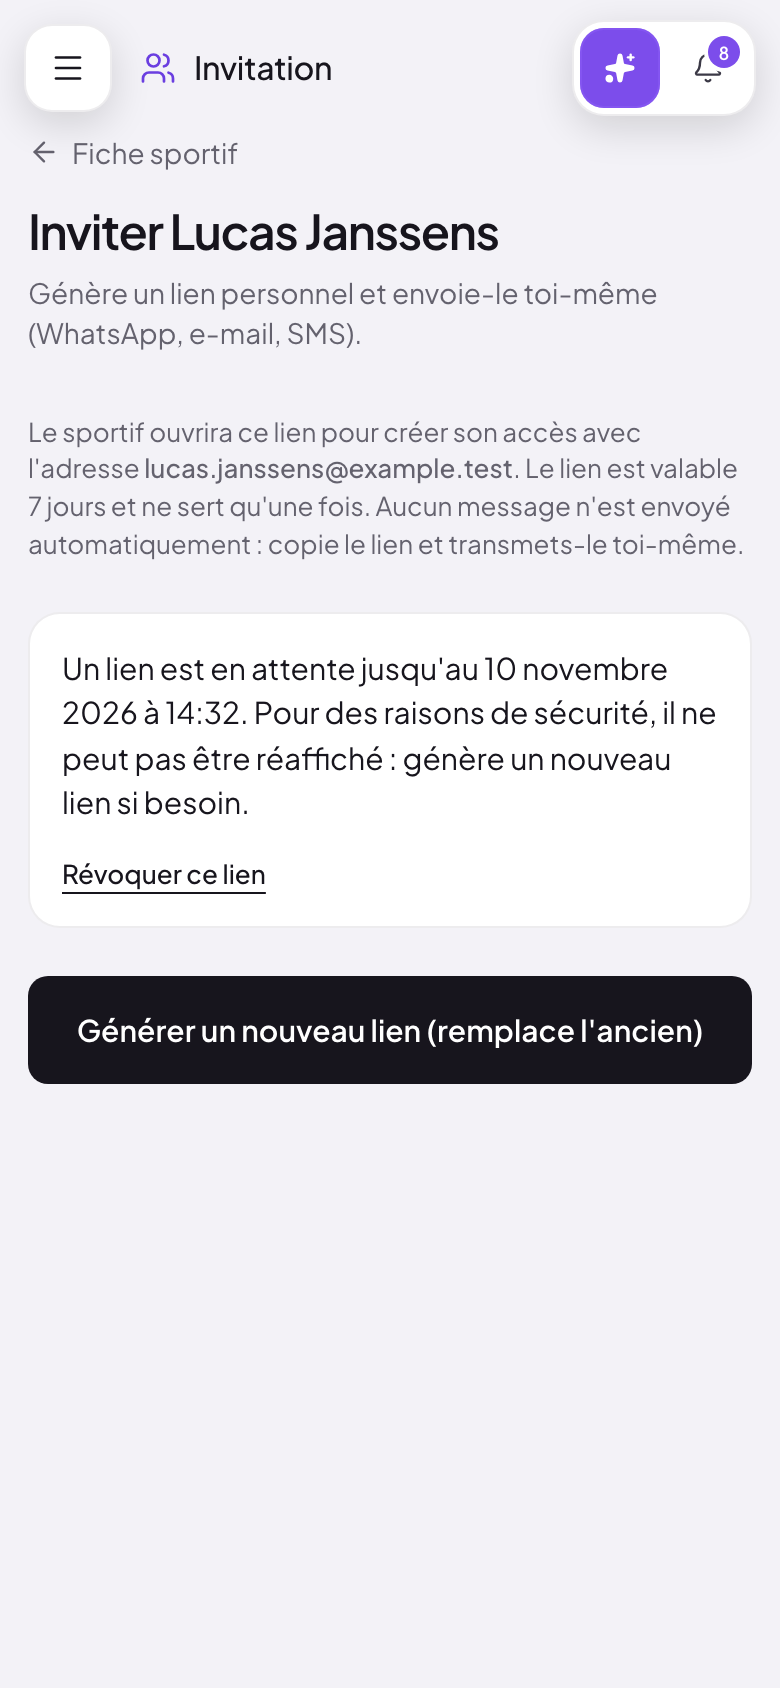 Invitation
8
Fiche sportif
Inviter Lucas Janssens
Génère un lien personnel et envoie-le toi-même
(WhatsApp, e-mail, SMS).
Le sportif ouvrira ce lien pour créer son accès avec
l'adresse lucas.janssens@example.test. Le lien est valable
7 jours et ne sert qu'une fois. Aucun message n'est envoyé
automatiquement : copie le lien et transmets-le toi-même.
Un lien est en attente jusqu'au 10 novembre
2026 à 14:32. Pour des raisons de sécurité, il ne
peut pas être réaffiché : génère un nouveau
lien si besoin.
Révoquer ce lien
Générer un nouveau lien (remplace l'ancien)